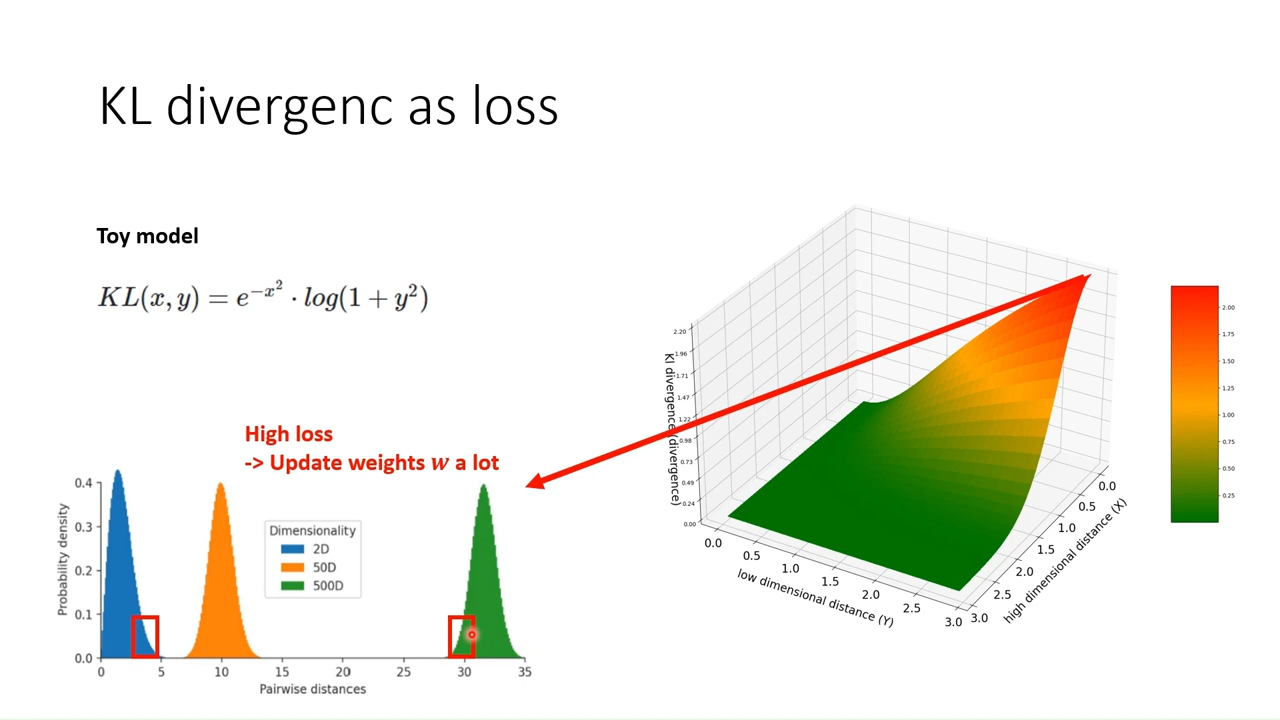 KL divergenc as loss
Toy model
KL(x, y) = e^{-x^2} · log(1 + y^2)
High loss
-> Update weights w a lot
0.4
0.3
0.2
0.1
0.0
Probability density
Dimensionality
2D
50D
500D
0 5 10 15 20 25 30 35
Pairwise distances
2.20
1.96
1.71
1.47
1.22
0.98
0.73
0.49
0.24
0.00
Kl divergence (divergence)
0.0 0.5 1.0 1.5 2.0 2.5 3.0
low dimensional distance (Y)
0.0
0.5
1.0
1.5
2.0
2.5
3.0
high dimensional distance (X)
2.00
1.75
1.50
1.25
1.00
0.75
0.50
0.25